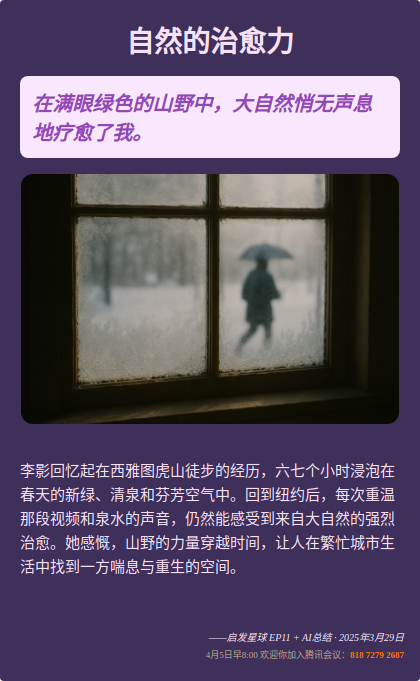 自然的治愈力
在满眼绿色的山野中，大自然悄无声息
地疗愈了我。
李影回忆起在西雅图虎山徒步的经历，六七个小时浸泡在
春天的新绿、清泉和芬芳空气中。回到纽约后，每次重温
那段视频和泉水的声音，仍然能感受到来自大自然的强烈
治愈。她感慨，山野的力量穿越时间，让人在繁忙城市生
活中找到一方喘息与重生的空间。
——启发星球 EP11 + AI总结 · 2025年3月29日
4月5日早8:00 欢迎你加入腾讯会议：818 7279 2687